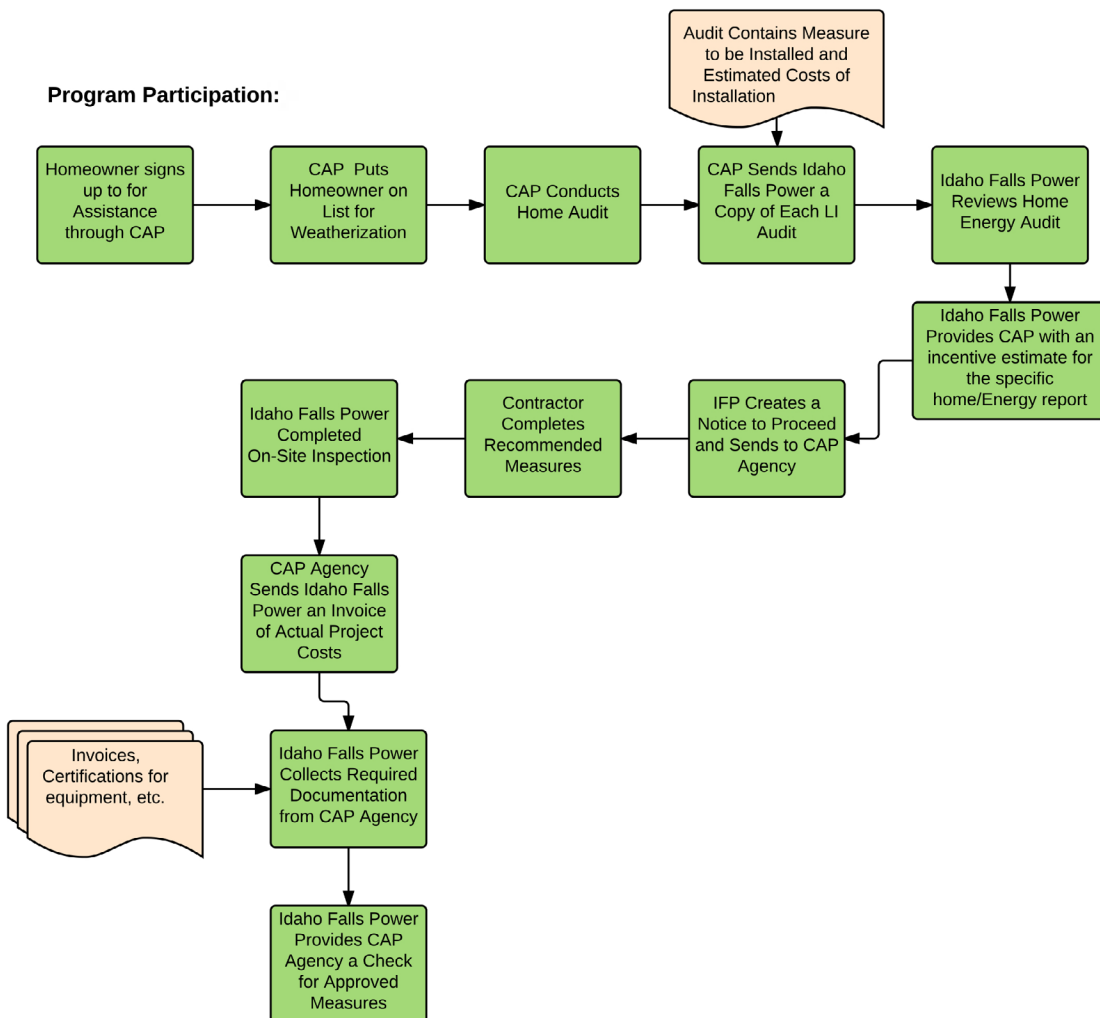 Program Participation:
Audit Contains Measure
to be Installed and
Estimated Costs of
Installation
Homeowner signs
up to for
Assistance
through CAP
CAP Puts
Homeowner on
List for
Weatherization
CAP Conducts
Home Audit
CAP Sends Idaho
Falls Power a
Copy of Each LI
Audit
Idaho Falls Power
Reviews Home
Energy Audit
Idaho Falls Power
Provides CAP with an
incentive estimate for
the specific
home/Energy report
IFP Creates a
Notice to Proceed
and Sends to CAP
Agency
Contractor
Completes
Recommended
Measures
Idaho Falls Power
Completed
On-Site Inspection
CAP Agency
Sends Idaho Falls
Power an Invoice
of Actual Project
Costs
Invoices,
Certifications for
equipment, etc.
Idaho Falls Power
Collects Required
Documentation
from CAP Agency
Idaho Falls Power
Provides CAP
Agency a Check
for Approved
Measures